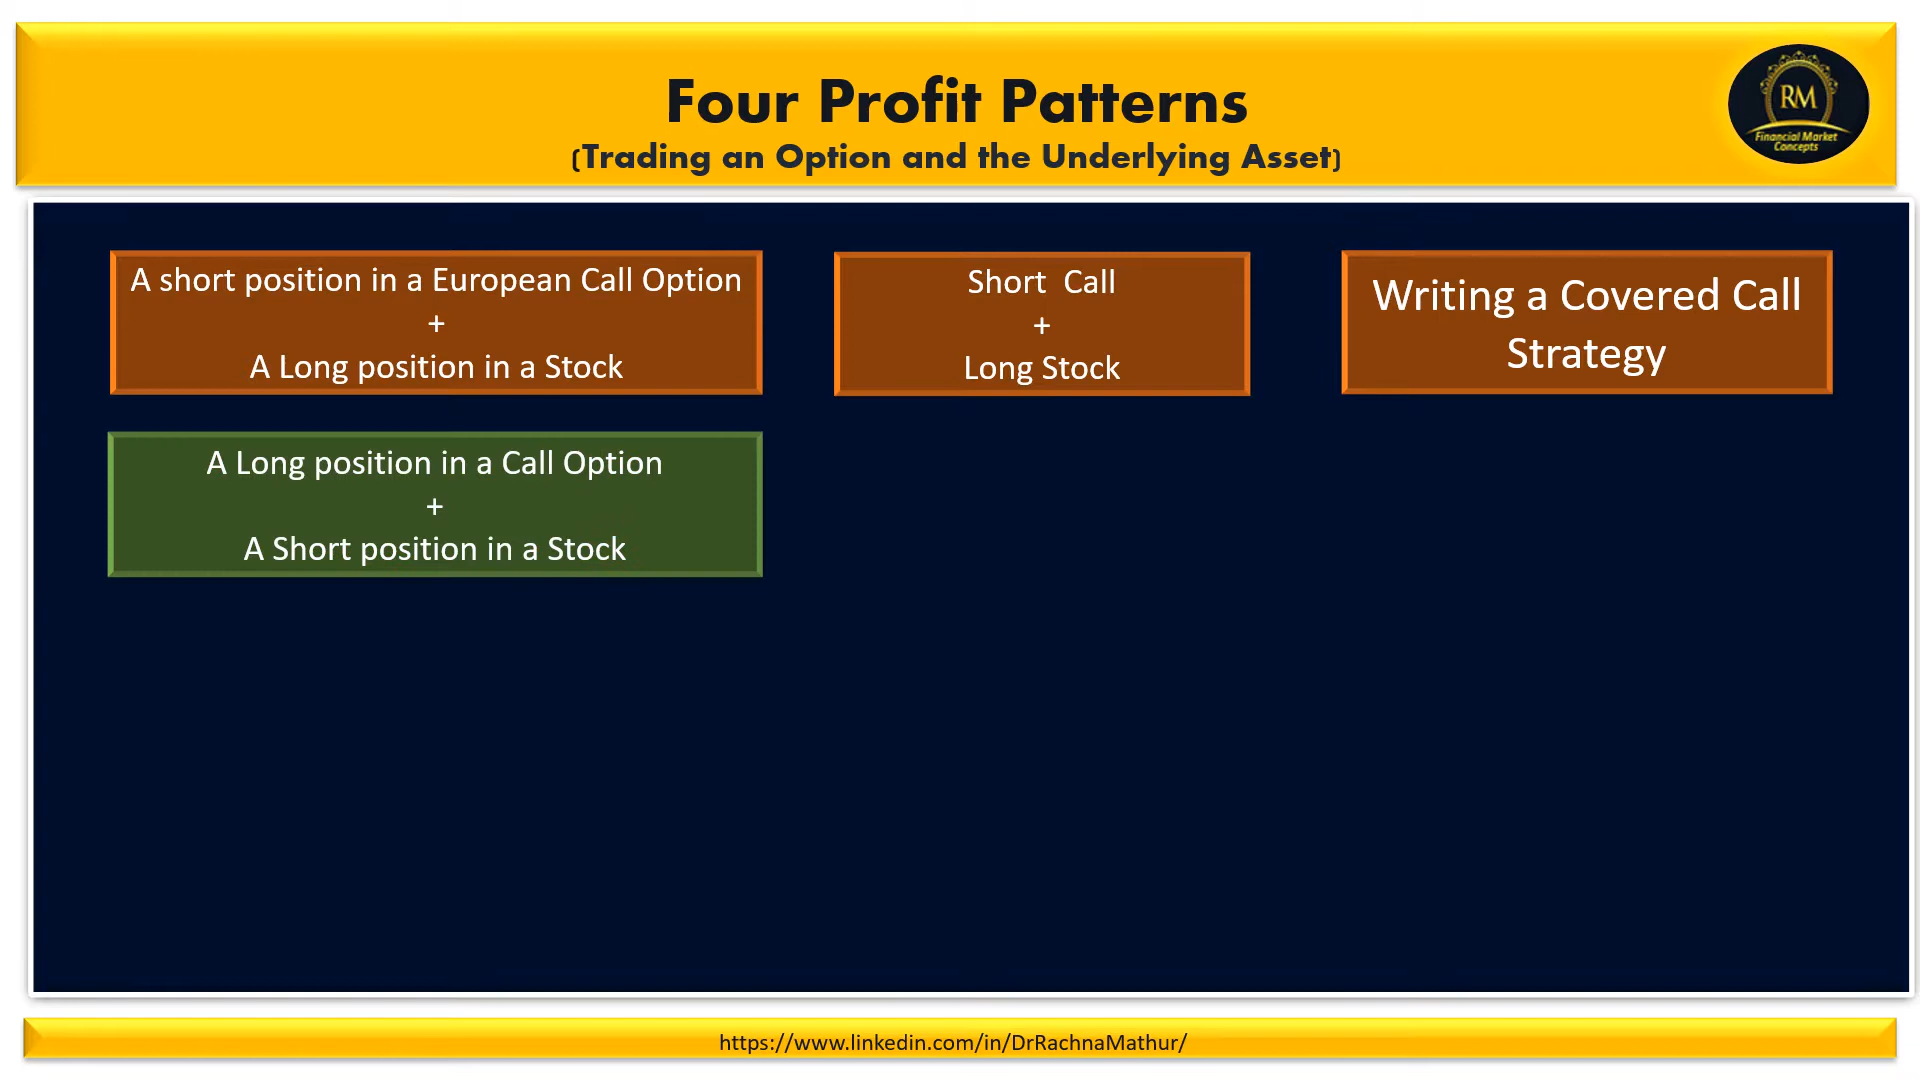 Four Profit Patterns
(Trading an Option and the Underlying Asset)
RM
Financial Market
Concepts
A short position in a European Call Option
+
A Long position in a Stock
Short Call
+
Long Stock
Writing a Covered Call
Strategy
A Long position in a Call Option
+
A Short position in a Stock
https://www.linkedin.com/in/DrRachnaMathur/